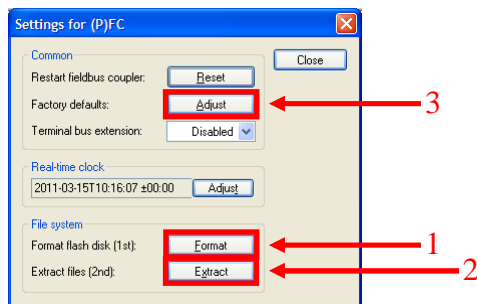 Settings for (P)FC
Common
Close
Restart fieldbus coupler: Reset
Factory defaults: Adjust 3
Terminal bus extension: Disabled
Real-time clock
2011-03-15T10:16:07 ±00:00 Adjust
File system
Format flash disk (1st): Format 1
Extract files (2nd): Extract 2